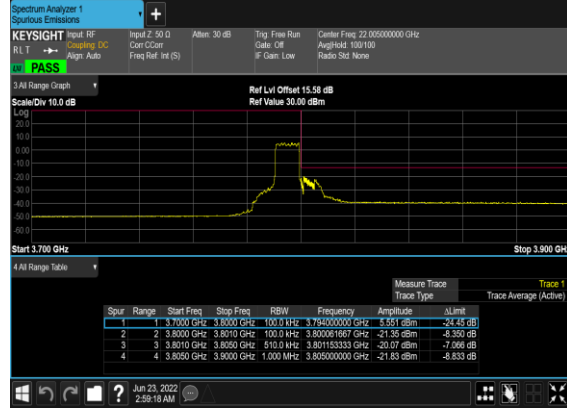 Spectrum Analyzer 1
Spurious Emissions
+
KEYSIGHT Input: RF Input Z: 50 Ω Atten: 30 dB Trig: Free Run Center Freq: 22.005000000 GHz
RLT Coupling: DC Corr CCorr Gate: Off Avg|Hold: 100/100
Align: Auto Freq Ref: Int (S) IF Gain: Low Radio Std: None
PASS
3 All Range Graph
Ref Lvl Offset 15.58 dB
Scale/Div 10.0 dB Ref Value 30.00 dBm
Log
20.0
10.0
0.00
-10.0
-20.0
-30.0
-40.0
-50.0
-60.0
Start 3.700 GHz Stop 3.900 GHz
4 All Range Table
Measure Trace Trace 1
Trace Type Trace Average (Active)
Spur Range Start Freq Stop Freq RBW Frequency Amplitude ΔLimit
1 1 3.7000 GHz 3.8000 GHz 100.0 kHz 3.794000000 GHz 5.551 dBm -24.45 dB
2 2 3.8000 GHz 3.8010 GHz 100.0 kHz 3.800061667 GHz -21.35 dBm -8.350 dB
3 3 3.8010 GHz 3.8050 GHz 510.0 kHz 3.801153333 GHz -20.07 dBm -7.066 dB
4 4 3.8050 GHz 3.9000 GHz 1.000 MHz 3.805000000 GHz -21.83 dBm -8.833 dB
? Jun 23, 2022
2:59:18 AM